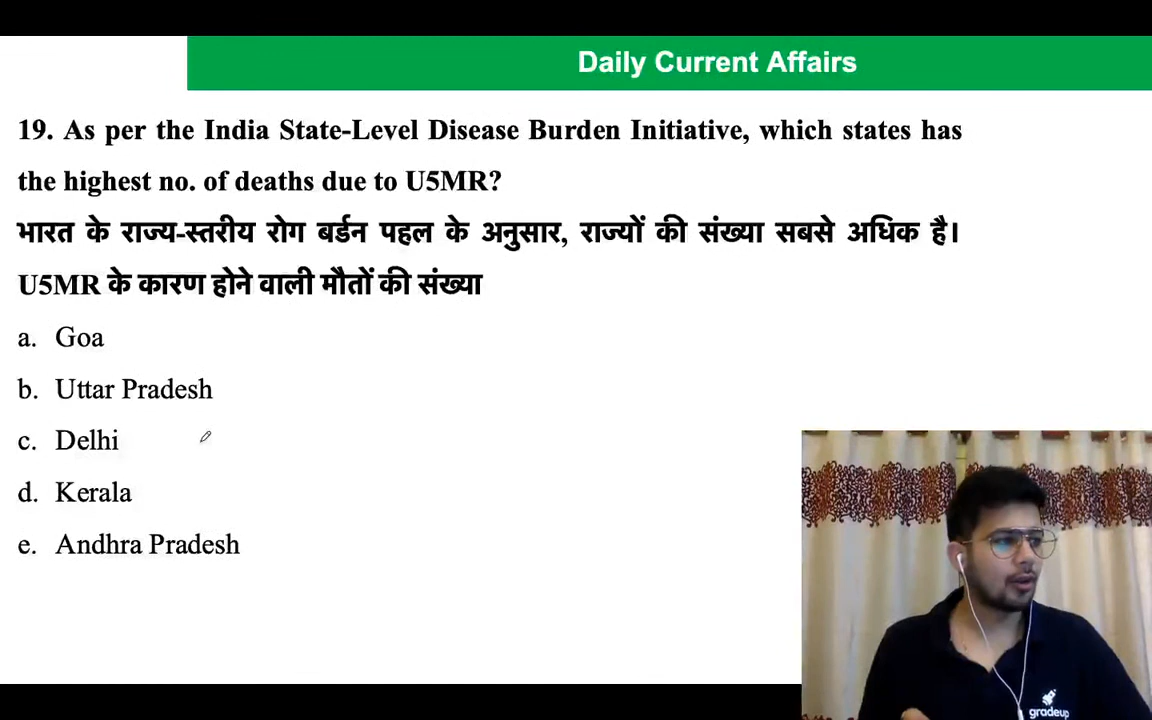 Daily Current Affairs
19. As per the India State-Level Disease Burden Initiative, which states has
the highest no. of deaths due to U5MR?
भारत के राज्य-स्तरीय रोग बर्डन पहल के अनुसार, राज्यों की संख्या सबसे अधिक है।
U5MR के कारण होने वाली मौतों की संख्या
a. Goa
b. Uttar Pradesh
c. Delhi
d. Kerala
e. Andhra Pradesh
gradeup